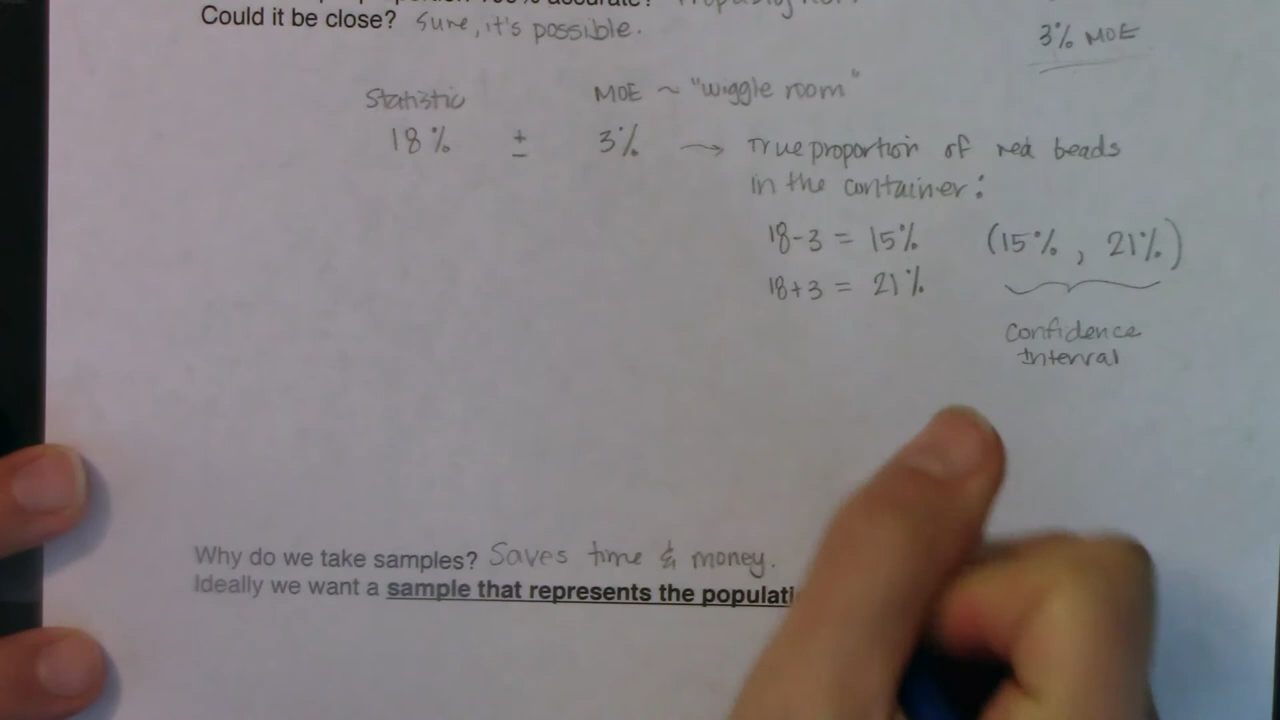 Could it be close? Sure, it's possible.
3% MOE
Statistic MOE ~ "wiggle room"
18% ± 3% → True proportion of red beads
in the container:
18-3 = 15% (15%, 21%)
18+3 = 21%
Confidence
Interval
Why do we take samples? Saves time & money.
Ideally we want a sample that represents the populati